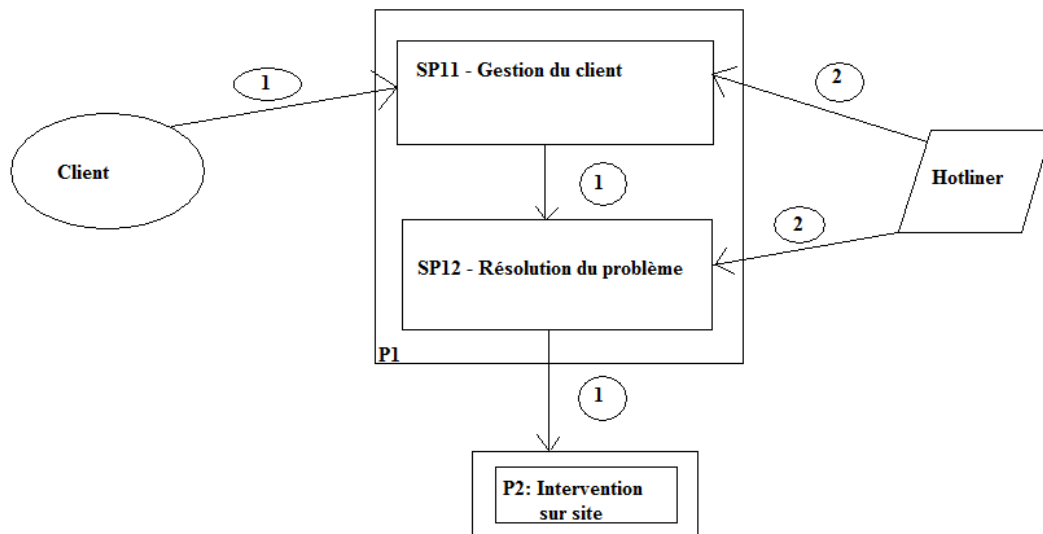 SP11 - Gestion du client
1
2
Client
Hotliner
1
2
SP12 - Résolution du problème
P1
1
P2: Intervention
sur site